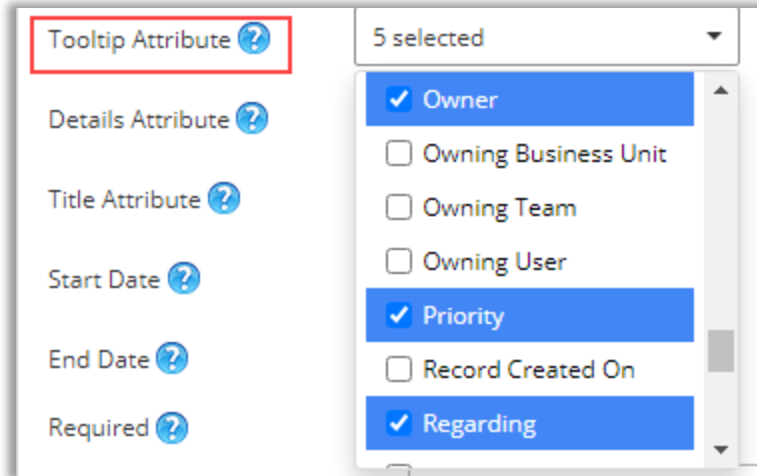 Tooltip Attribute
5 selected
Owner
Details Attribute
Owning Business Unit
Title Attribute
Owning Team
Owning User
Start Date
Priority
End Date
Record Created On
Required
Regarding